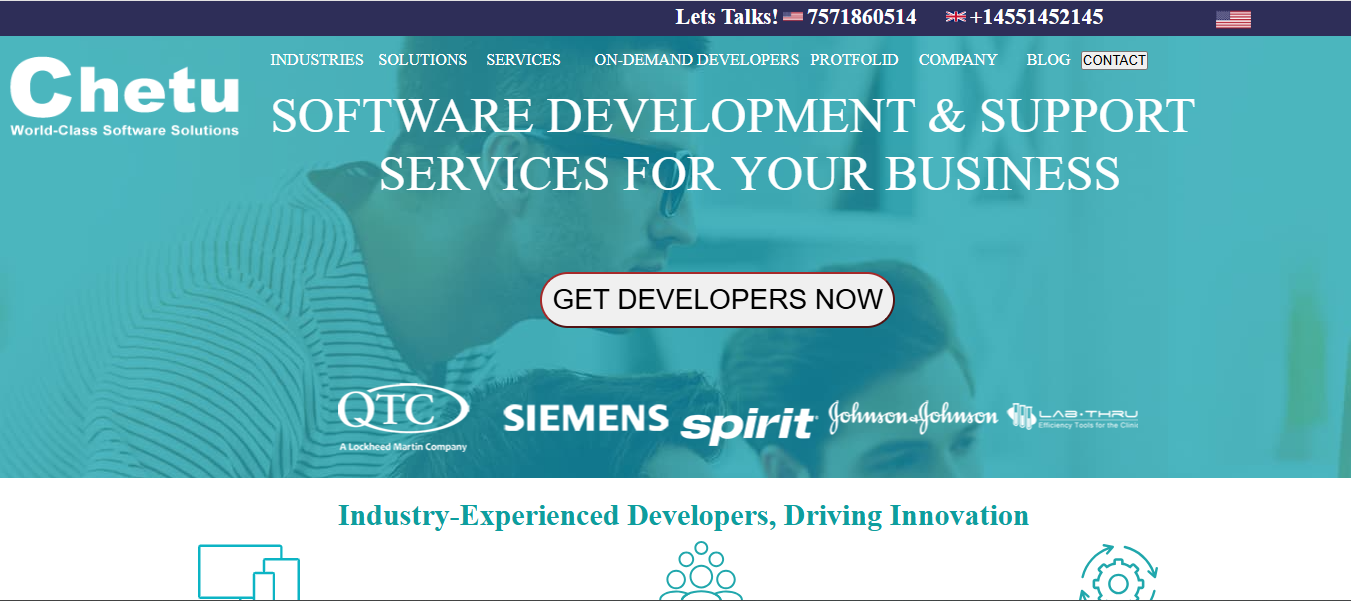 Lets Talks! 7571860514 +14551452145
INDUSTRIES SOLUTIONS SERVICES ON-DEMAND DEVELOPERS PROTFOLID COMPANY BLOG CONTACT
Chetu
World-Class Software Solutions
SOFTWARE DEVELOPMENT & SUPPORT
SERVICES FOR YOUR BUSINESS
GET DEVELOPERS NOW
QTC
A Lockheed Martin Company
SIEMENS
spirit
Johnson&Johnson
LAB·THRU
Efficiency Tools for the Clini
Industry-Experienced Developers, Driving Innovation